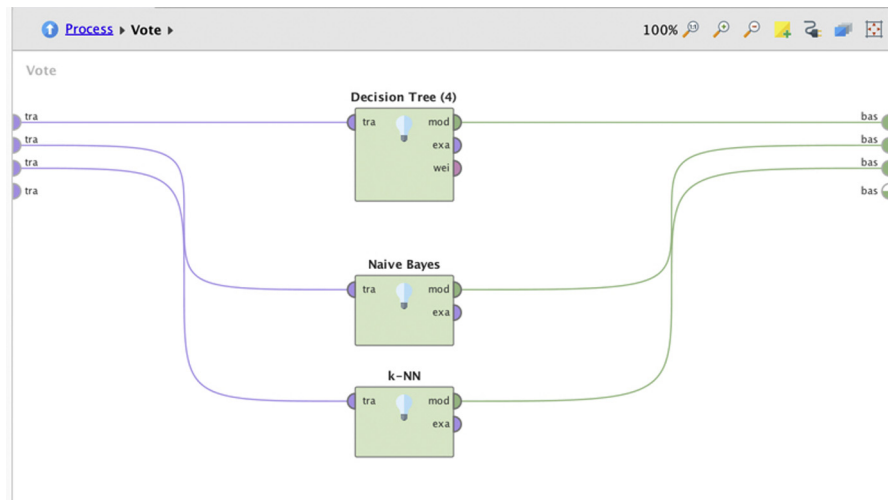 Process ▸ Vote ▸
100%
Vote
Decision Tree (4)
tra
tra
mod
bas
tra
exa
bas
tra
wei
bas
tra
bas
Naive Bayes
tra
mod
exa
k-NN
tra
mod
exa